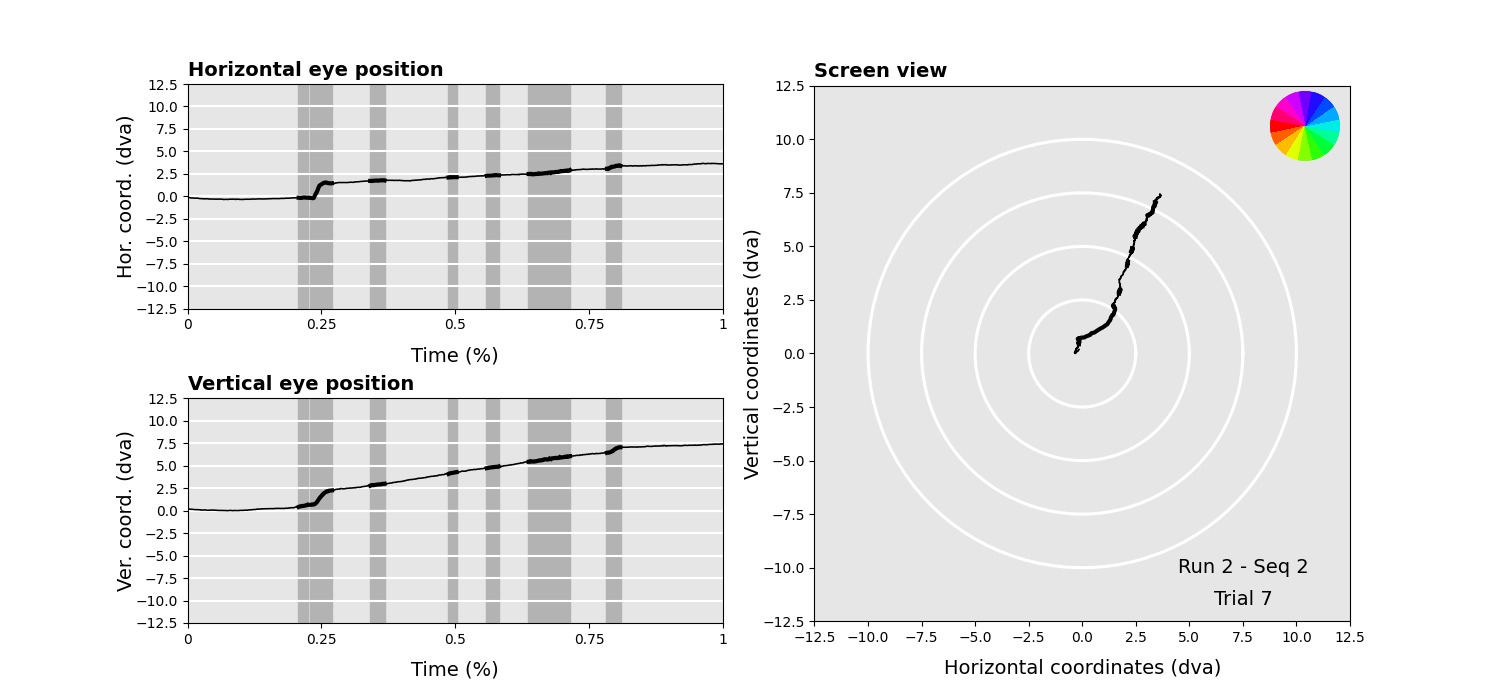 Horizontal eye position
12.5
10.0
7.5
5.0
2.5
0.0
−2.5
−5.0
−7.5
−10.0
−12.5
Hor. coord. (dva)
0 0.25 0.5 0.75 1
Time (%)
Vertical eye position
12.5
10.0
7.5
5.0
2.5
0.0
−2.5
−5.0
−7.5
−10.0
−12.5
Ver. coord. (dva)
0 0.25 0.5 0.75 1
Time (%)
Screen view
12.5
10.0
7.5
5.0
2.5
0.0
−2.5
−5.0
−7.5
−10.0
−12.5
Vertical coordinates (dva)
Run 2 - Seq 2
Trial 7
−12.5 −10.0 −7.5 −5.0 −2.5 0.0 2.5 5.0 7.5 10.0 12.5
Horizontal coordinates (dva)